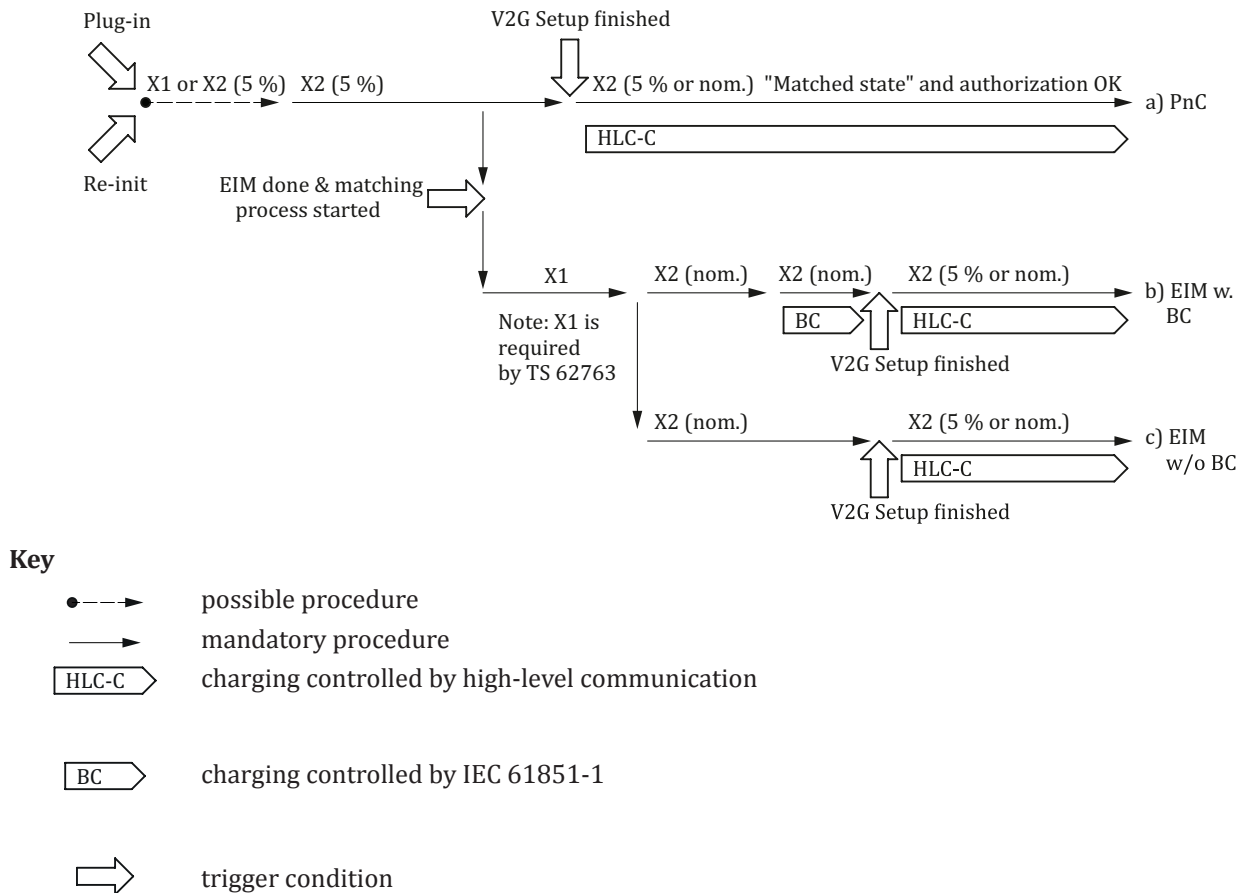 Plug-in
V2G Setup finished
X1 or X2 (5 %)
X2 (5 %)
X2 (5 % or nom.) "Matched state" and authorization OK
a) PnC
HLC-C
Re-init
EIM done & matching
process started
X1
X2 (nom.)
X2 (nom.)
X2 (5 % or nom.)
b) EIM w.
BC
BC
HLC-C
Note: X1 is
required
by TS 62763
V2G Setup finished
X2 (nom.)
X2 (5 % or nom.)
c) EIM
w/o BC
HLC-C
V2G Setup finished
Key
possible procedure
mandatory procedure
HLC-C
charging controlled by high-level communication
BC
charging controlled by IEC 61851-1
trigger condition